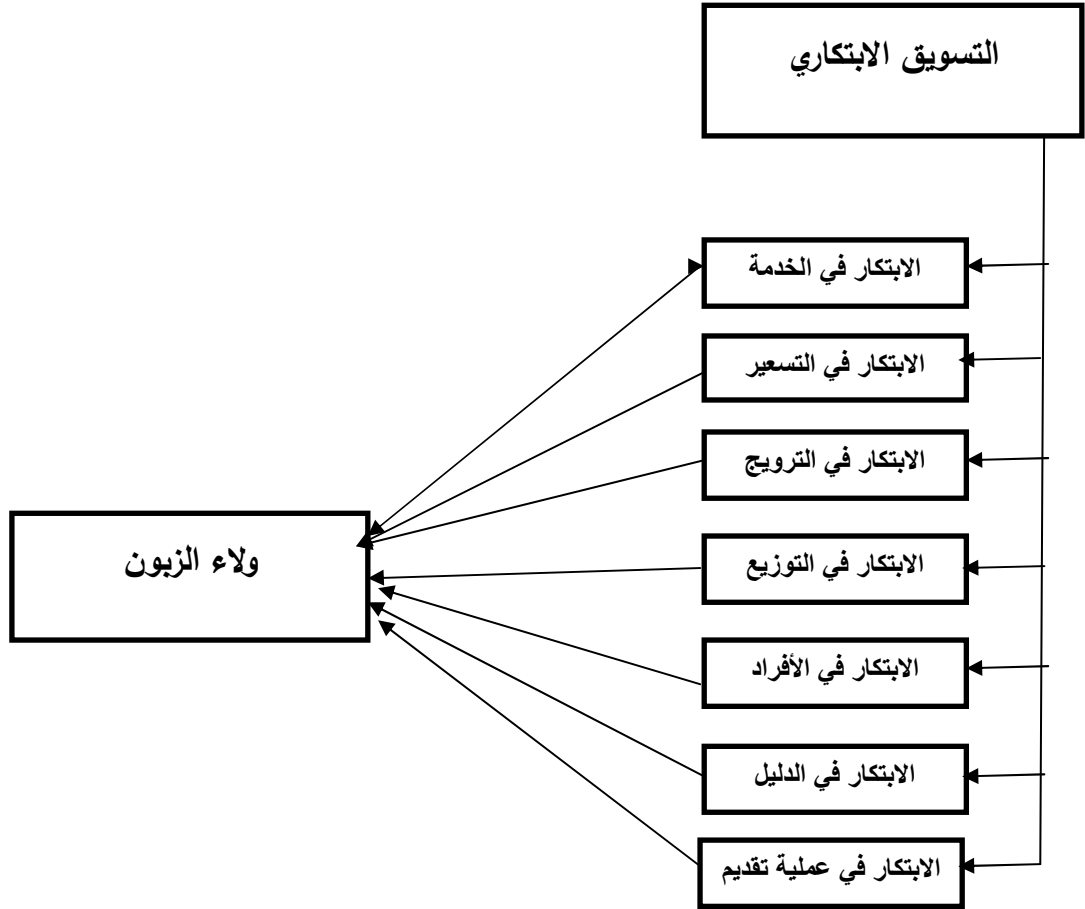 التسويق الابتكاري
الابتكار في الخدمة
الابتكار في التسعير
الابتكار في الترويج
ولاء الزبون
الابتكار في التوزيع
الابتكار في الأفراد
الابتكار في الدليل
الابتكار في عملية تقديم